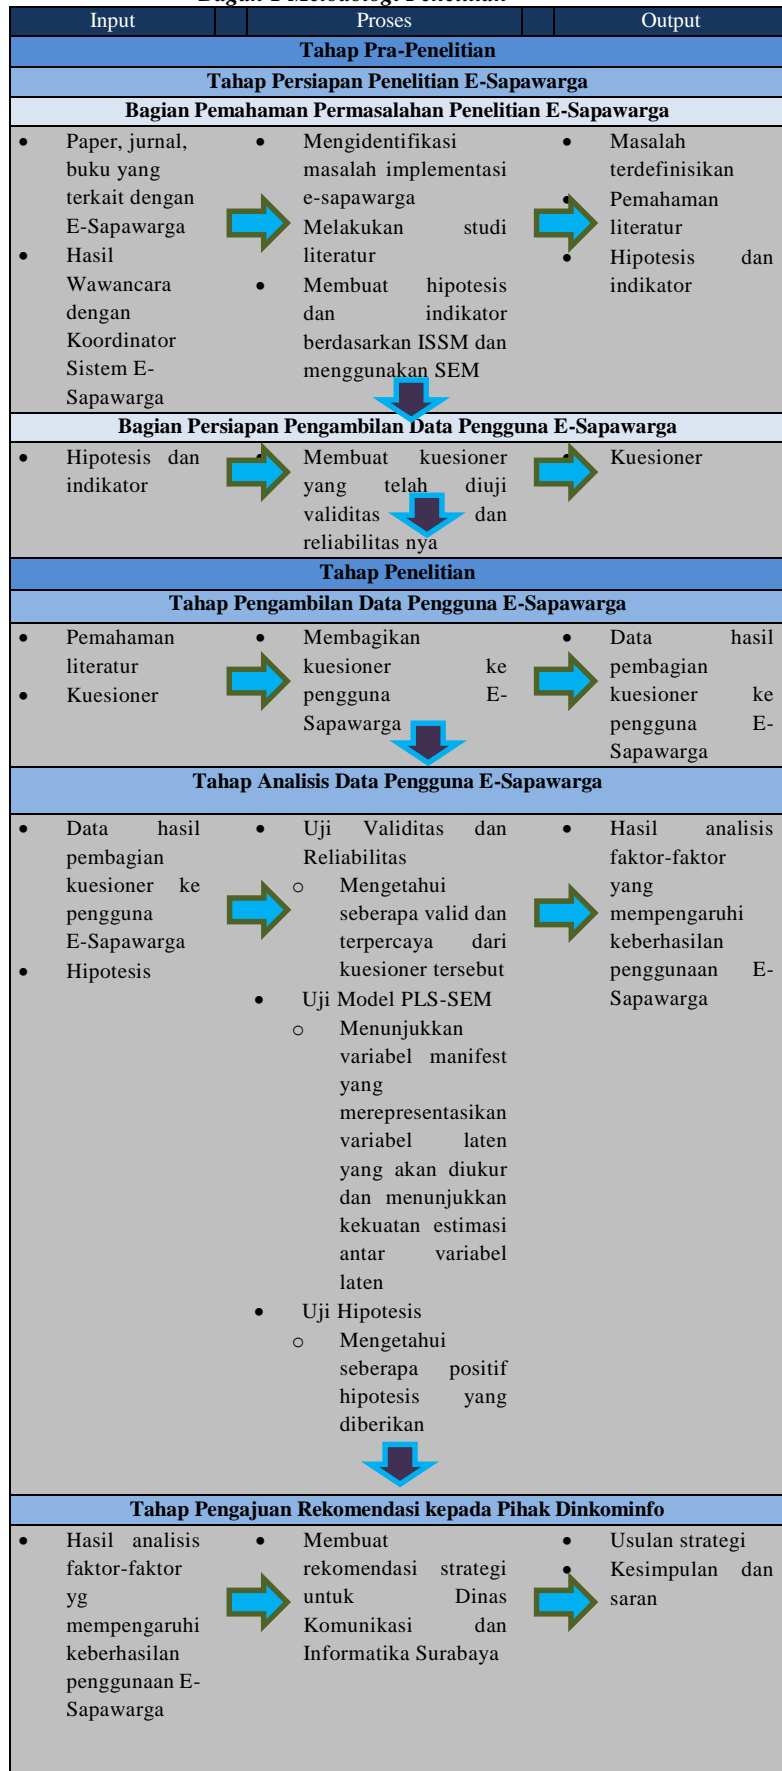 Bagan 1 Metodologi Penelitian
Input Proses Output
Tahap Pra-Penelitian
Tahap Persiapan Penelitian E-Sapawarga
Bagian Pemahaman Permasalahan Penelitian E-Sapawarga
• Paper, jurnal,
buku yang
terkait dengan
E-Sapawarga
• Hasil
Wawancara
dengan
Koordinator
Sistem E-
Sapawarga
• Mengidentifikasi
masalah implementasi
e-sapawarga
Melakukan studi
literatur
• Membuat hipotesis
dan indikator
berdasarkan ISSM dan
menggunakan SEM
• Masalah
terdefinisikan
• Pemahaman
literatur
• Hipotesis dan
indikator
Bagian Persiapan Pengambilan Data Pengguna E-Sapawarga
• Hipotesis dan
indikator
• Membuat kuesioner
yang telah diuji
validitas dan
reliabilitas nya
• Kuesioner
Tahap Penelitian
Tahap Pengambilan Data Pengguna E-Sapawarga
• Pemahaman
literatur
• Kuesioner
• Membagikan
kuesioner ke
pengguna E-
Sapawarga
• Data hasil
pembagian
kuesioner ke
pengguna E-
Sapawarga
Tahap Analisis Data Pengguna E-Sapawarga
• Data hasil
pembagian
kuesioner ke
pengguna
E-Sapawarga
• Hipotesis
• Uji Validitas dan
Reliabilitas
o Mengetahui
seberapa valid dan
terpercaya dari
kuesioner tersebut
• Uji Model PLS-SEM
o Menunjukkan
variabel manifest
yang
merepresentasikan
variabel laten
yang akan diukur
dan menunjukkan
kekuatan estimasi
antar variabel
laten
• Uji Hipotesis
o Mengetahui
seberapa positif
hipotesis yang
diberikan
• Hasil analisis
faktor-faktor
yang
mempengaruhi
keberhasilan
penggunaan E-
Sapawarga
Tahap Pengajuan Rekomendasi kepada Pihak Dinkominfo
• Hasil analisis
faktor-faktor
yg
mempengaruhi
keberhasilan
penggunaan E-
Sapawarga
• Membuat
rekomendasi strategi
untuk Dinas
Komunikasi dan
Informatika Surabaya
• Usulan strategi
• Kesimpulan dan
saran